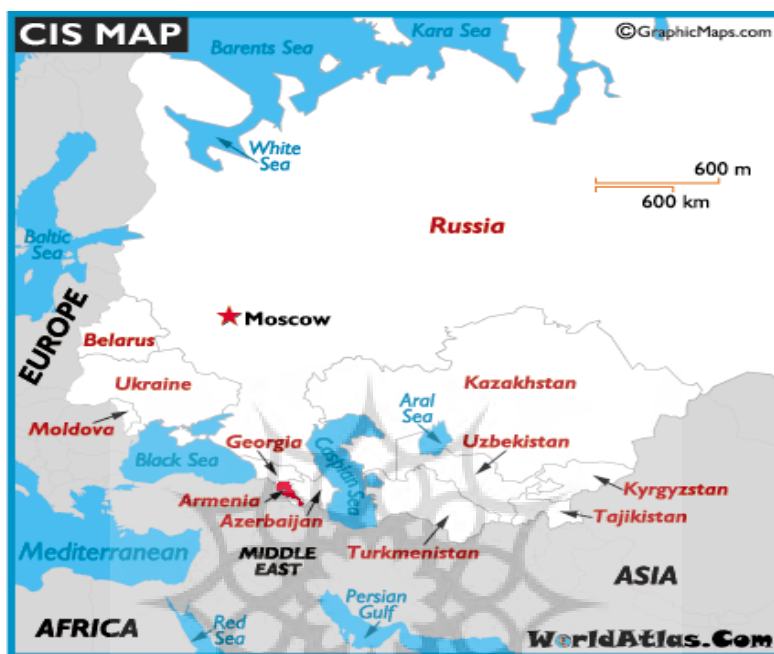 CIS MAP
©GraphicMaps.com
Barents Sea
Kara Sea
White
Sea
600 m
600 km
Russia
Baltic
Sea
EUROPE
Moscow
Belarus
Ukraine
Kazakhstan
Aral
Sea
Moldova
Georgia
Uzbekistan
Black Sea
Caspian Sea
Armenia
Azerbaijan
Kyrgyzstan
Tajikistan
Mediterranean
MIDDLE
EAST
Turkmenistan
ASIA
Persian
Gulf
AFRICA
Red
Sea
WorldAtlas.Com